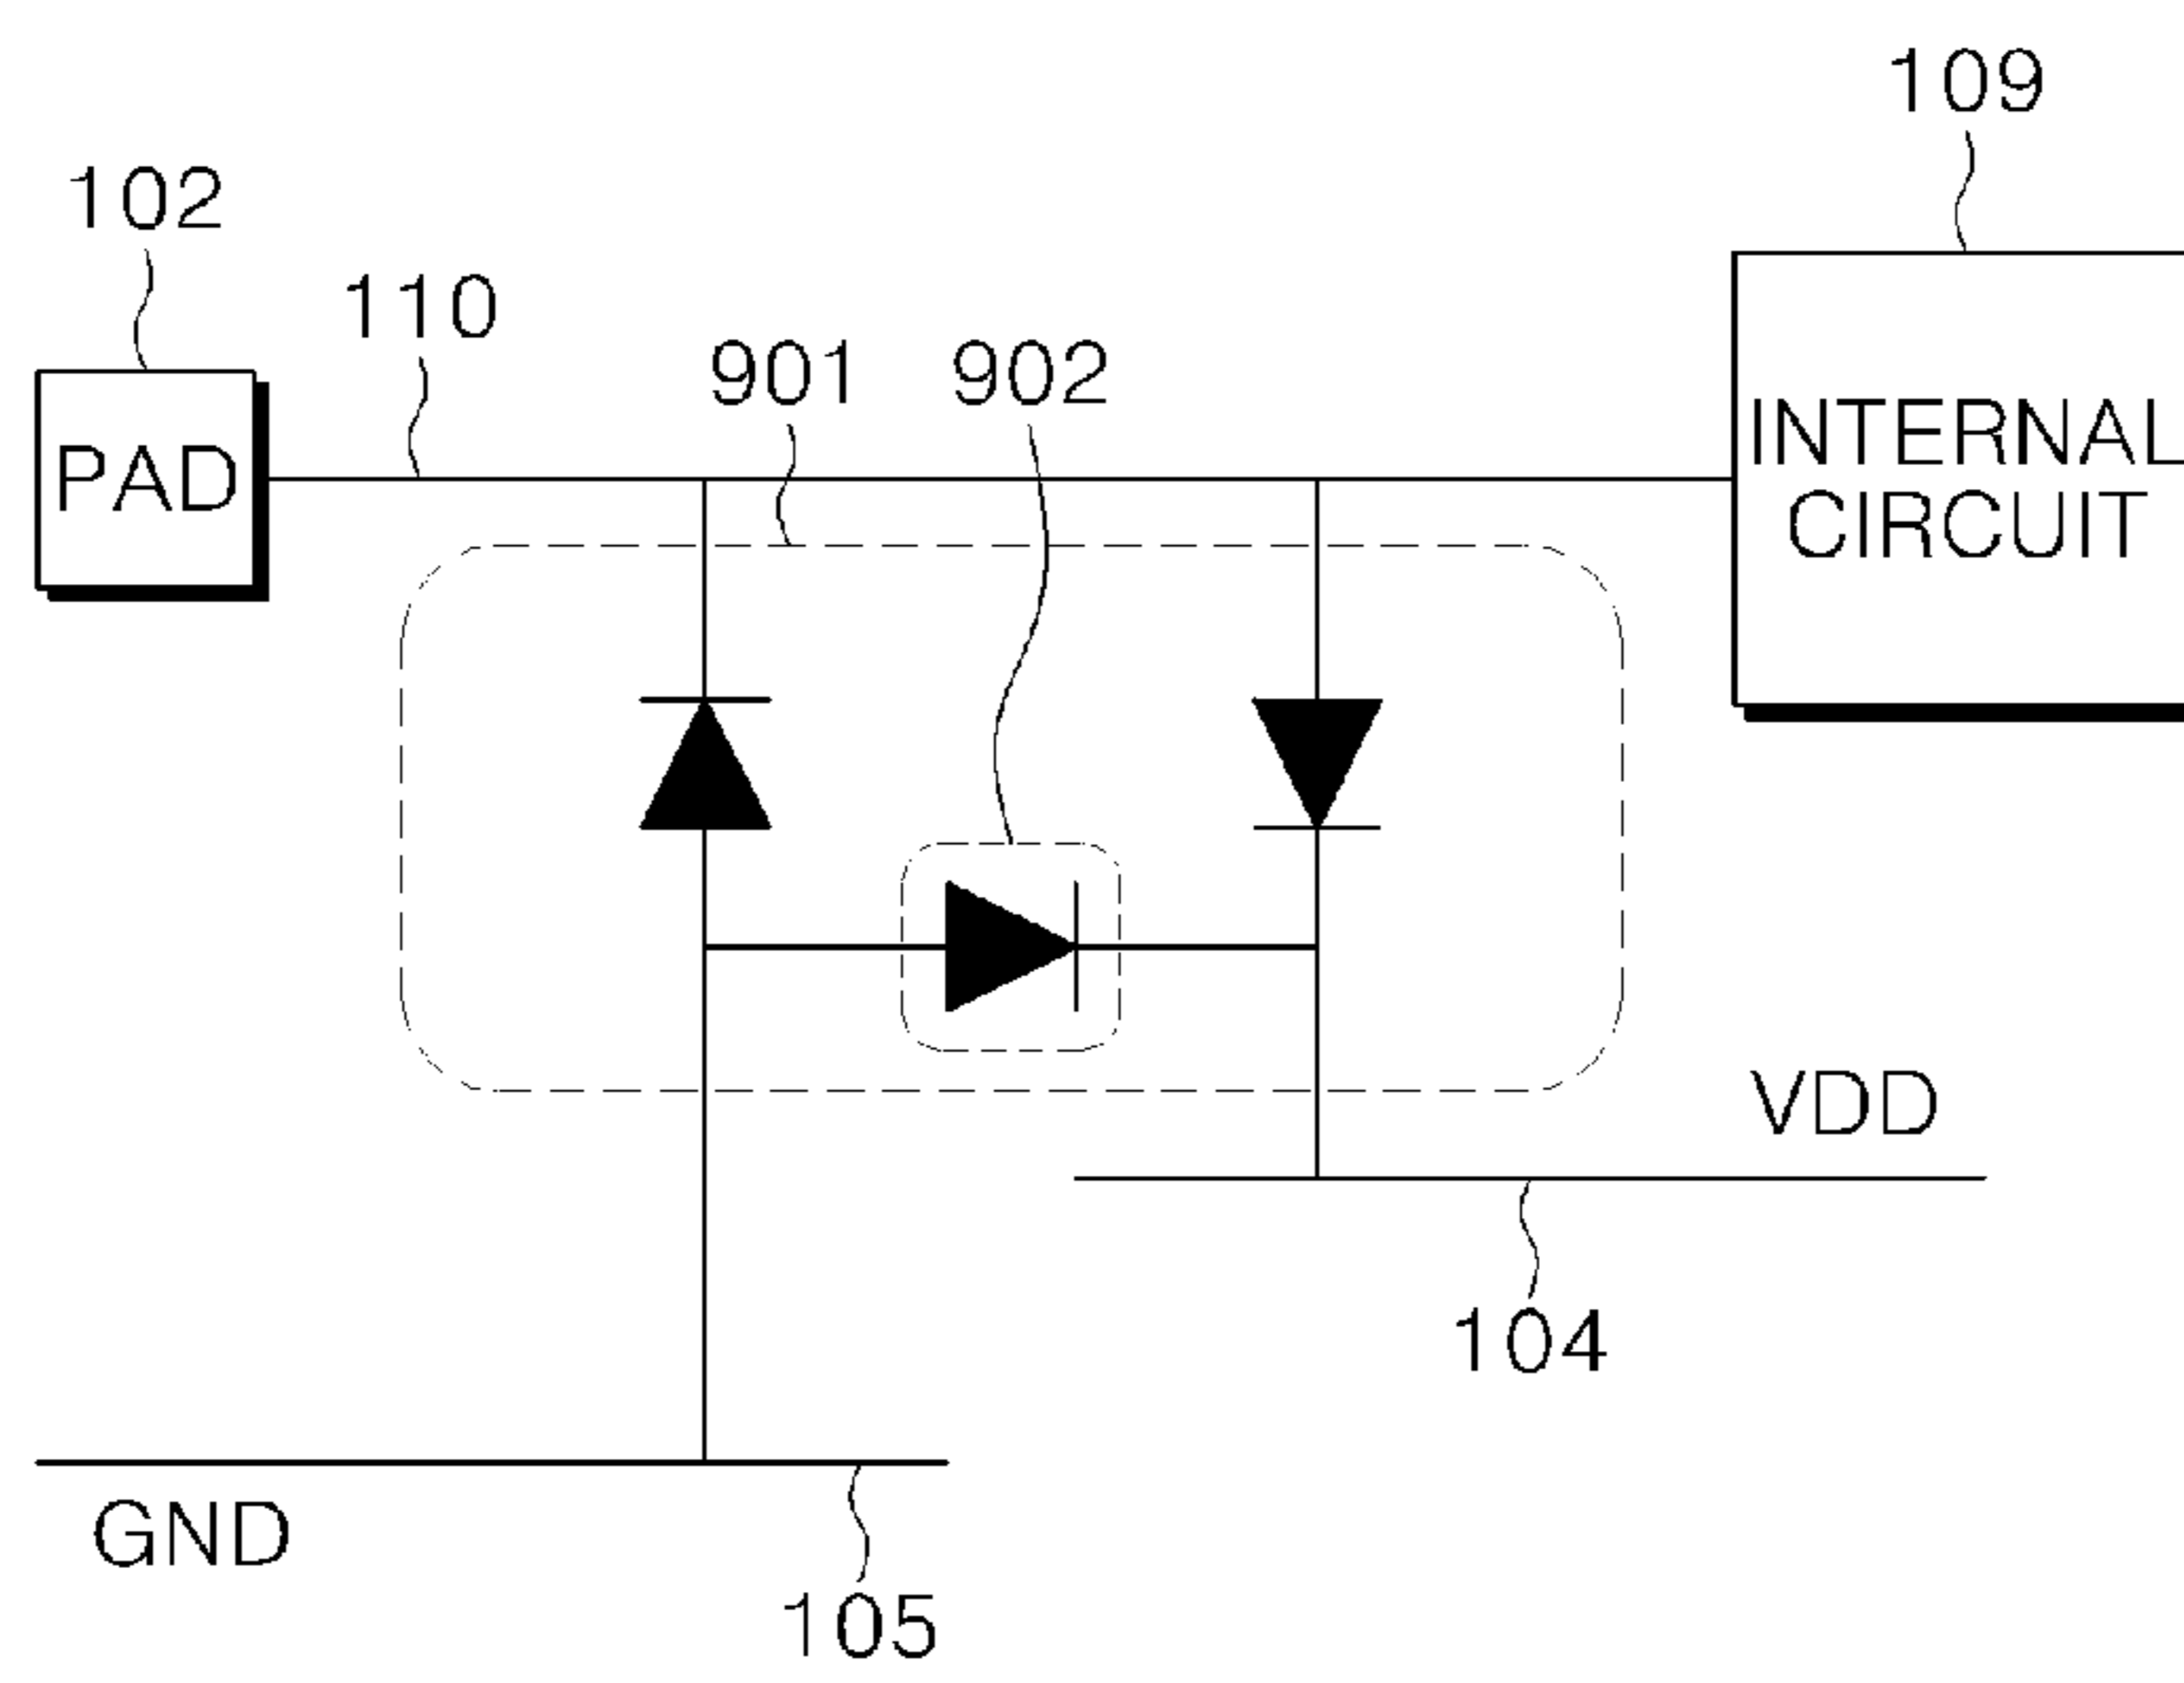 109
102
110
901 902
PAD
INTERNAL
CIRCUIT
VDD
104
GND
105